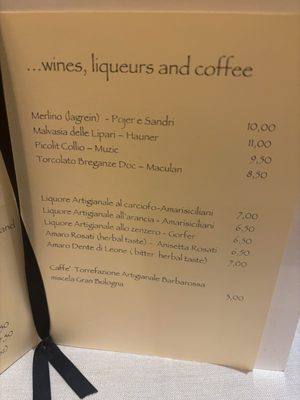 ...wines, liqueurs and coffee
Merlino (lagrein) - Pojer e Sandri 10,00
Malvasia delle Lipari – Hauner 11,00
Picolit Collio – Muzic 9,50
Torcolato Breganze Doc – Maculan 8,50
Liquore Artigianale al carciofo-Amarisiciliani 7,00
Liquore Artigianale all'arancia - Amarisiciliani 6,50
Liquore Artigianale allo zenzero - Gorfer 6,50
Amaro Rosati (herbal taste) - Anisetta Rosati 6,50
Amaro Dente di Leone ( bitter herbal taste) 7,00
Caffe' Torrefazione Artigianale Barbarossa
miscela Gran Bologna 3,00
and
50